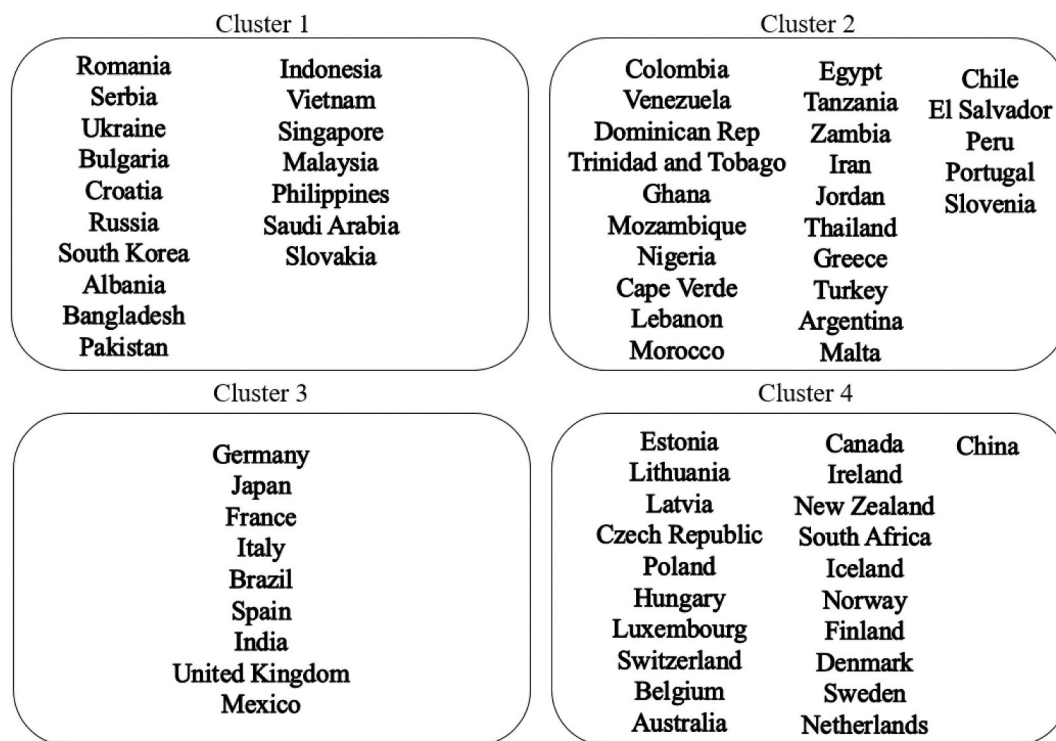 Cluster 1
Romania
Serbia
Ukraine
Bulgaria
Croatia
Russia
South Korea
Albania
Bangladesh
Pakistan
Indonesia
Vietnam
Singapore
Malaysia
Philippines
Saudi Arabia
Slovakia
Cluster 2
Colombia
Venezuela
Dominican Rep
Trinidad and Tobago
Ghana
Mozambique
Nigeria
Cape Verde
Lebanon
Morocco
Egypt
Tanzania
Zambia
Iran
Jordan
Thailand
Greece
Turkey
Argentina
Malta
Chile
El Salvador
Peru
Portugal
Slovenia
Cluster 3
Germany
Japan
France
Italy
Brazil
Spain
India
United Kingdom
Mexico
Cluster 4
Estonia
Lithuania
Latvia
Czech Republic
Poland
Hungary
Luxembourg
Switzerland
Belgium
Australia
Canada
Ireland
New Zealand
South Africa
Iceland
Norway
Finland
Denmark
Sweden
Netherlands
China